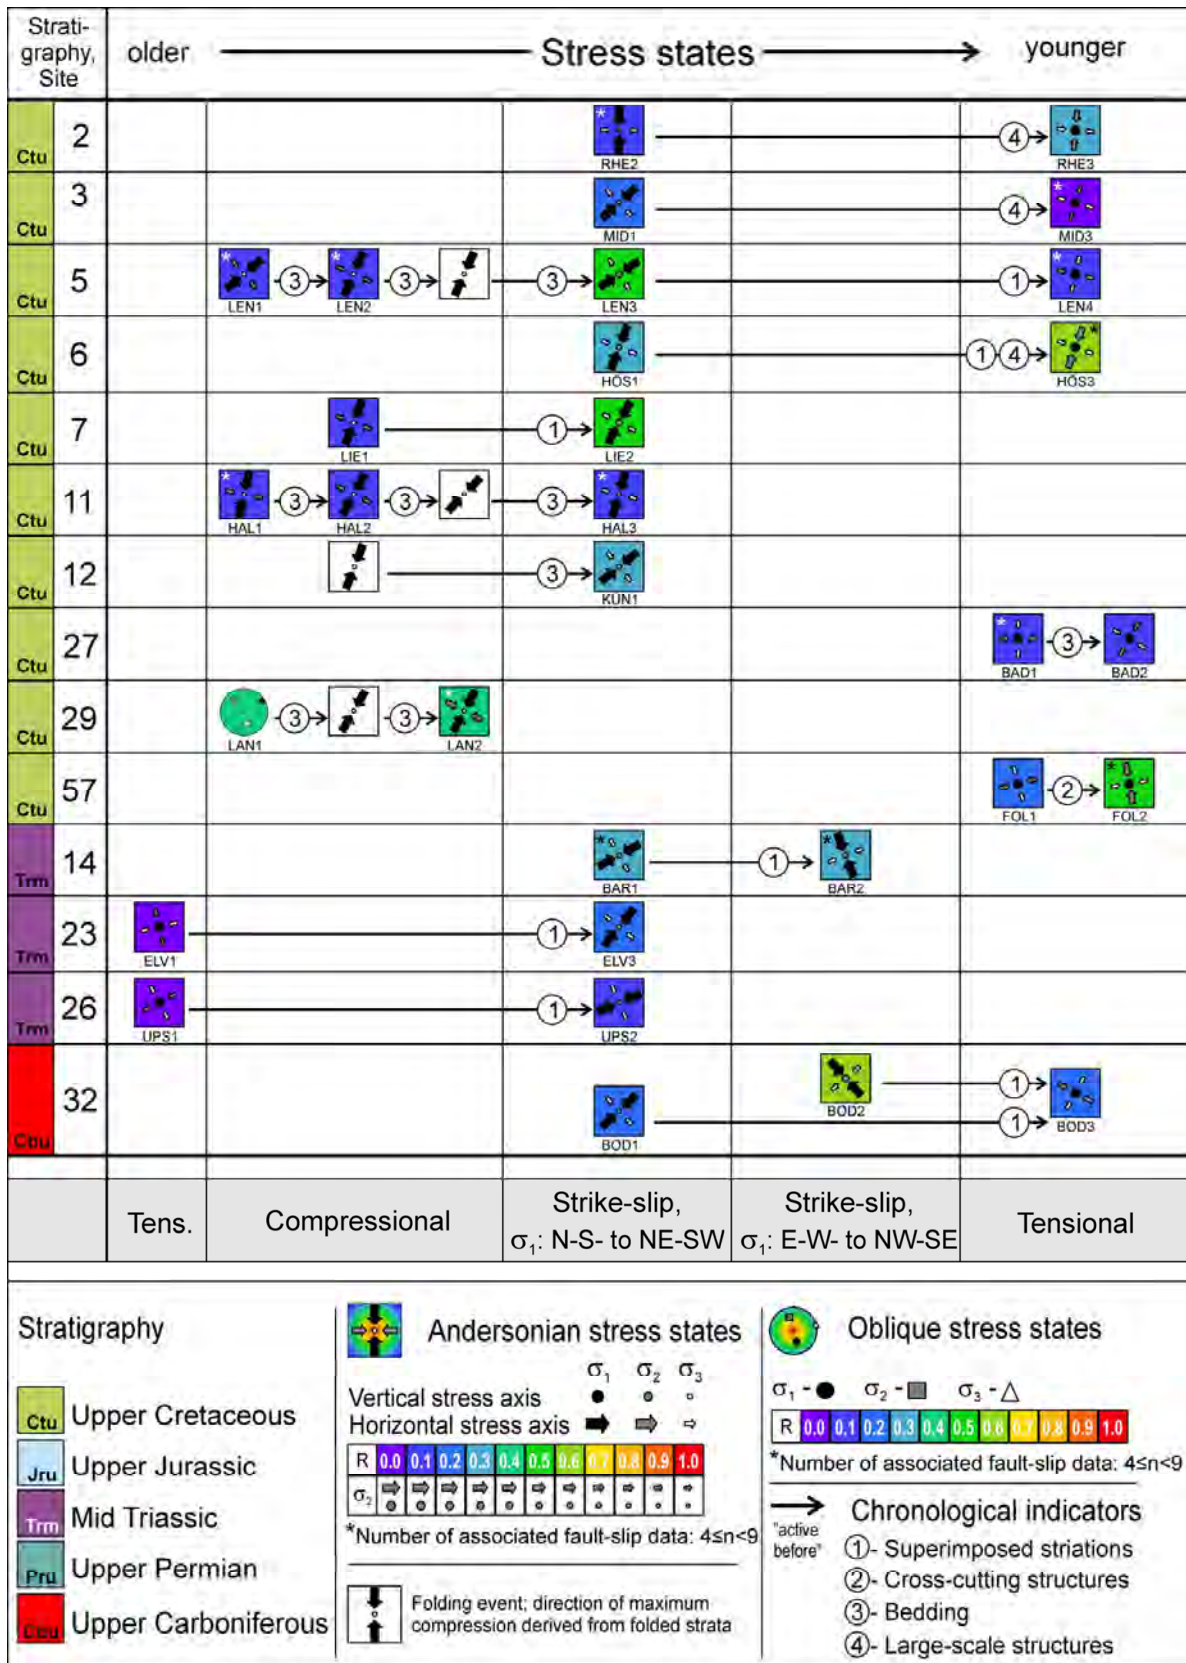 Strati-
graphy,
Site
older
Stress states
younger
Ctu
2
*
RHE2
4
RHE3
Ctu
3
MID1
4
*
MID3
Ctu
5
*
LEN1
3
*
LEN2
3
3
LEN3
1
*
LEN4
Ctu
6
HÖS1
1
4
*
HÖS3
Ctu
7
LIE1
1
LIE2
Ctu
11
*
HAL1
3
HAL2
3
3
*
HAL3
Ctu
12
3
KUN1
Ctu
27
*
BAD1
3
BAD2
Ctu
29
LAN1
3
3
*
LAN2
Ctu
57
FOL1
2
*
FOL2
Trm
14
*
BAR1
1
*
BAR2
Trm
23
ELV1
1
ELV3
Trm
26
UPS1
1
UPS2
Cbu
32
BOD1
BOD2
1
1
BOD3
Tens.
Compressional
Strike-slip,
σ1: N-S- to NE-SW
Strike-slip,
σ1: E-W- to NW-SE
Tensional
Stratigraphy
Ctu Upper Cretaceous
Jru Upper Jurassic
Trm Mid Triassic
Pru Upper Permian
Cbu Upper Carboniferous
Andersonian stress states
σ1 σ2 σ3
Vertical stress axis
Horizontal stress axis
R 0.0 0.1 0.2 0.3 0.4 0.5 0.6 0.7 0.8 0.9 1.0
σ2
*Number of associated fault-slip data: 4≤n<9
Folding event; direction of maximum
compression derived from folded strata
Oblique stress states
σ1 - ● σ2 - ■ σ3 - △
R 0.0 0.1 0.2 0.3 0.4 0.5 0.6 0.7 0.8 0.9 1.0
*Number of associated fault-slip data: 4≤n<9
"active
before"
Chronological indicators
1 - Superimposed striations
2 - Cross-cutting structures
3 - Bedding
4 - Large-scale structures